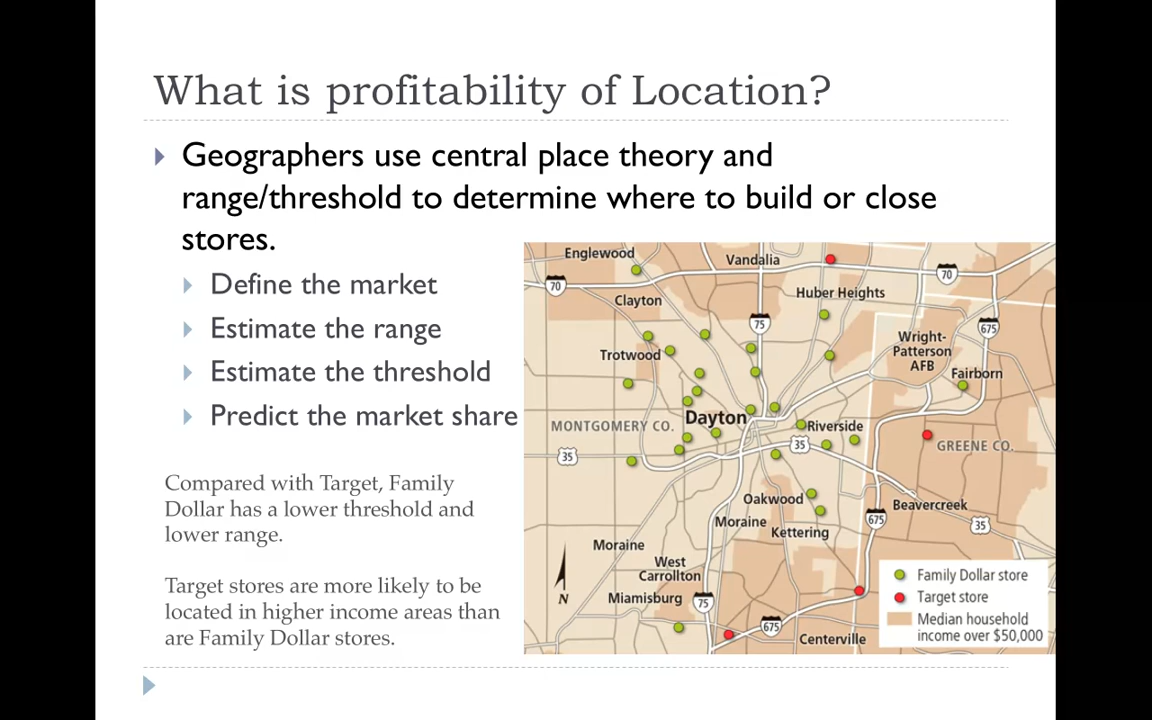 What is profitability of Location?
Geographers use central place theory and
range/threshold to determine where to build or close
stores.
Define the market
Estimate the range
Estimate the threshold
Predict the market share
Compared with Target, Family
Dollar has a lower threshold and
lower range.
Target stores are more likely to be
located in higher income areas than
are Family Dollar stores.
Englewood
Vandalia
70
70
Clayton
Huber Heights
75
675
Wright-
Patterson
AFB
Trotwood
Fairborn
Dayton
MONTGOMERY CO.
Riverside
35
35
GREENE CO.
Oakwood
Beavercreek
Moraine
675
35
Kettering
Moraine
West
Carrollton
N
Miamisburg
75
675
Centerville
Family Dollar store
Target store
Median household
income over $50,000